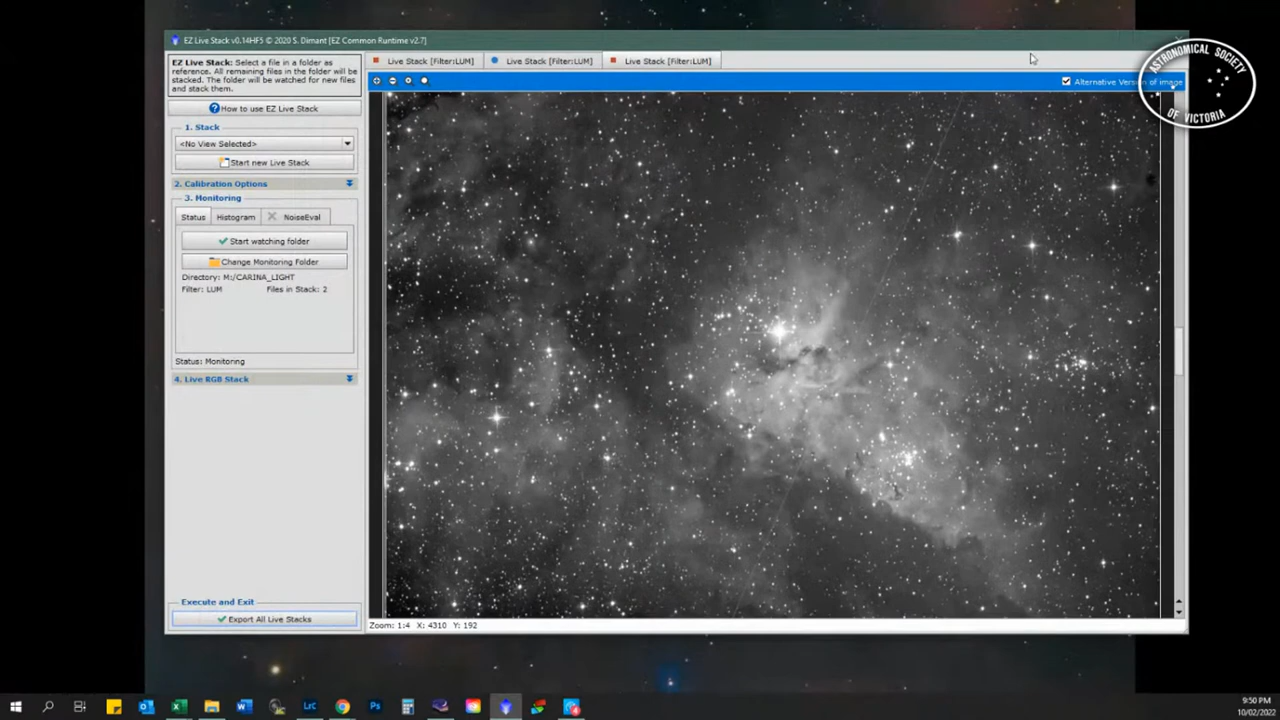 EZ Live Stack v0.14HF5 © 2020 S. Dimant [EZ Common Runtime v2.7]
EZ Live Stack: Select a file in a folder as
reference. All remaining files in the folder will be
stacked. The folder will be watched for new files
and stack them.
How to use EZ Live Stack
1. Stack
<No View Selected>
Start new Live Stack
2. Calibration Options
3. Monitoring
Status
Histogram
NoiseEval
Start watching folder
Change Monitoring Folder
Directory: M:/CARINA_LIGHT
Filter: LUM
Files in Stack: 2
Status: Monitoring
4. Live RGB Stack
Execute and Exit
Export All Live Stacks
Live Stack [Filter:LUM]
Live Stack [Filter:LUM]
Live Stack [Filter:LUM]
Alternative Version of image
ASTRONOMICAL SOCIETY
OF VICTORIA
Zoom: 1:4 X: 4310 Y: 192
LrC
Ps
9:50 PM
10/02/2022